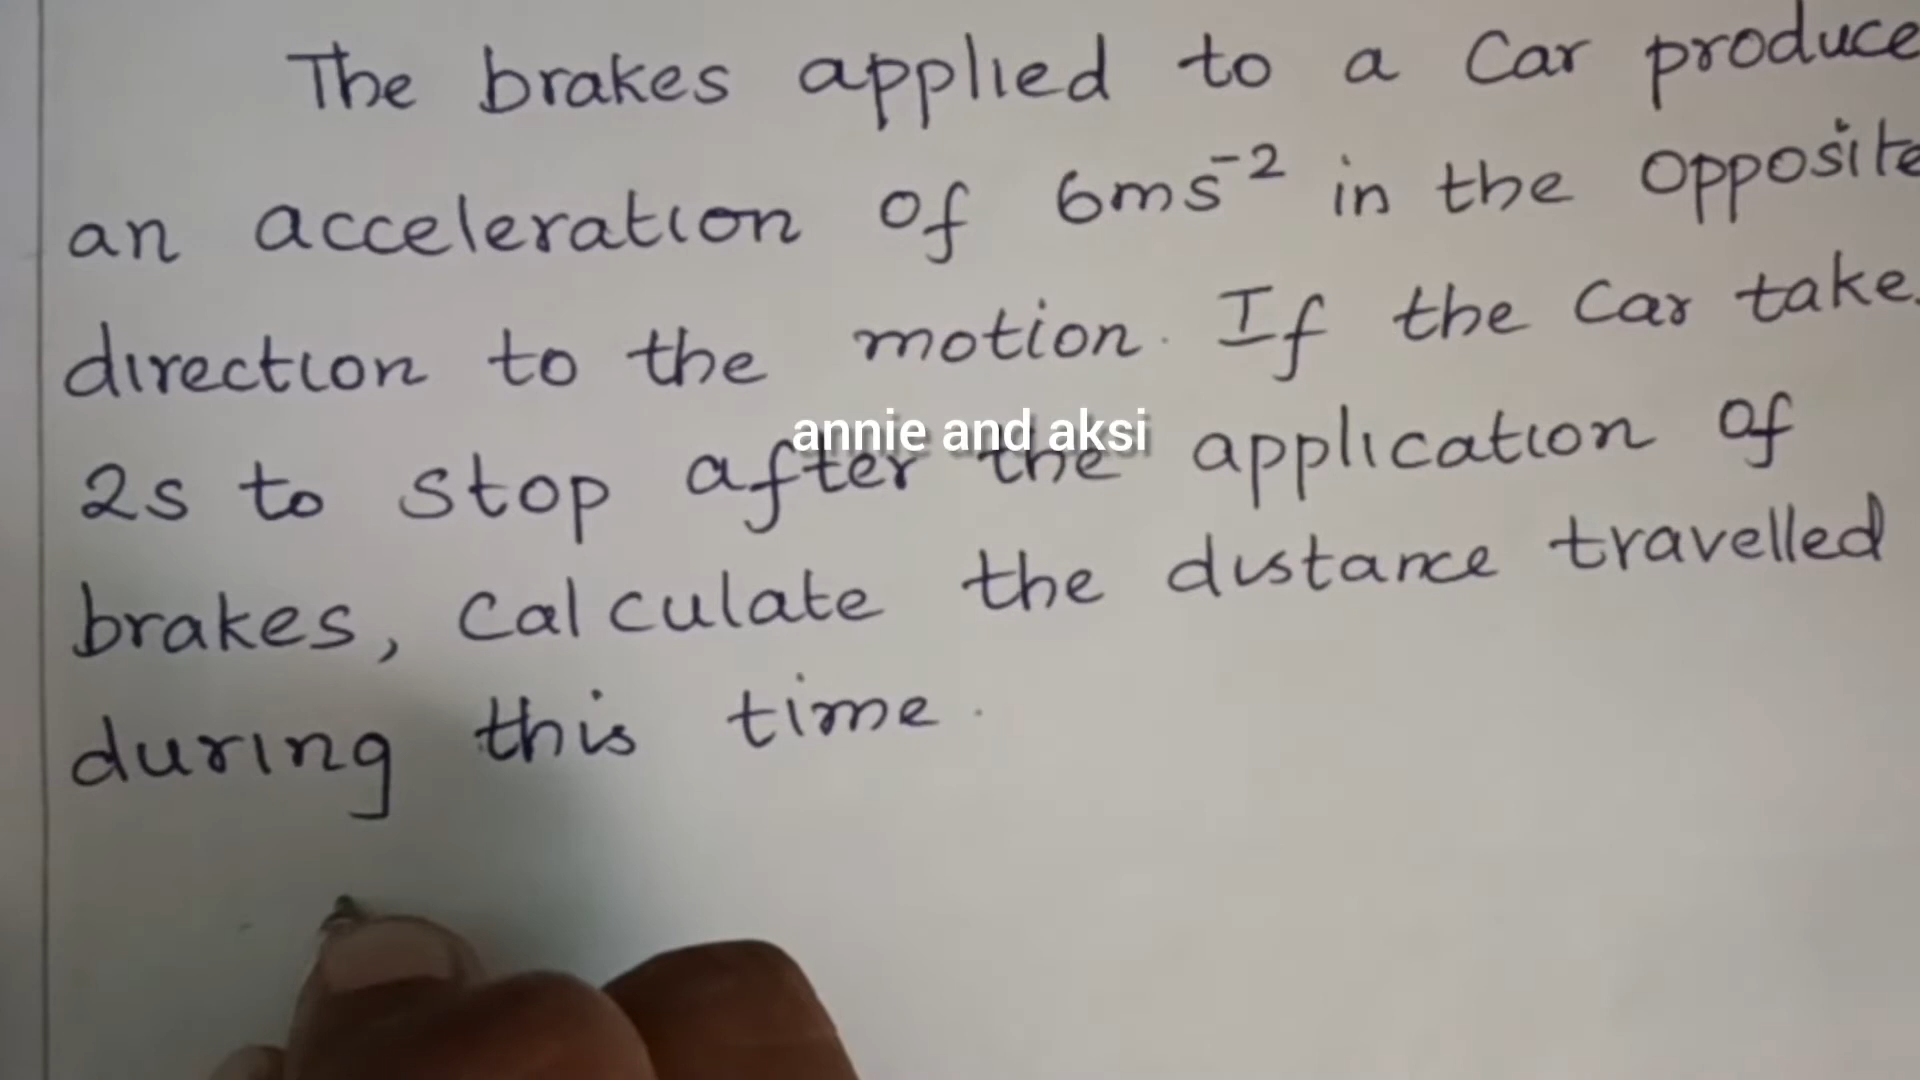 The brakes applied to a Car produce
an acceleration of 6ms⁻² in the opposite
direction to the motion. If the Car take
annie and aksi
2s to stop after the application of
brakes, Calculate the distance travelled
during this time.